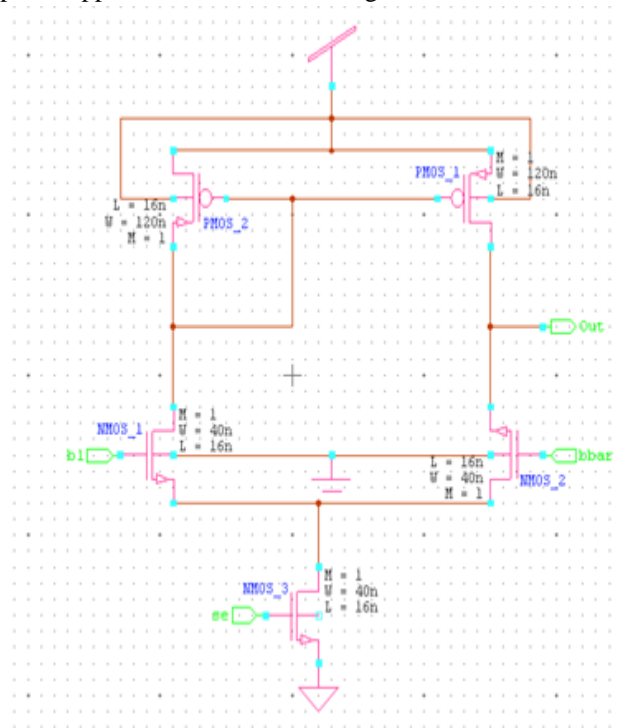 PMOS_1
M = 1
W = 120n
L = 16n
L = 16n
W = 120n
M = 1
PMOS_2
Out
NMOS_1
M = 1
W = 40n
L = 16n
bl
bbar
L = 16n
W = 40n
M = 1
NMOS_2
NMOS_3
M = 1
W = 40n
L = 16n
se